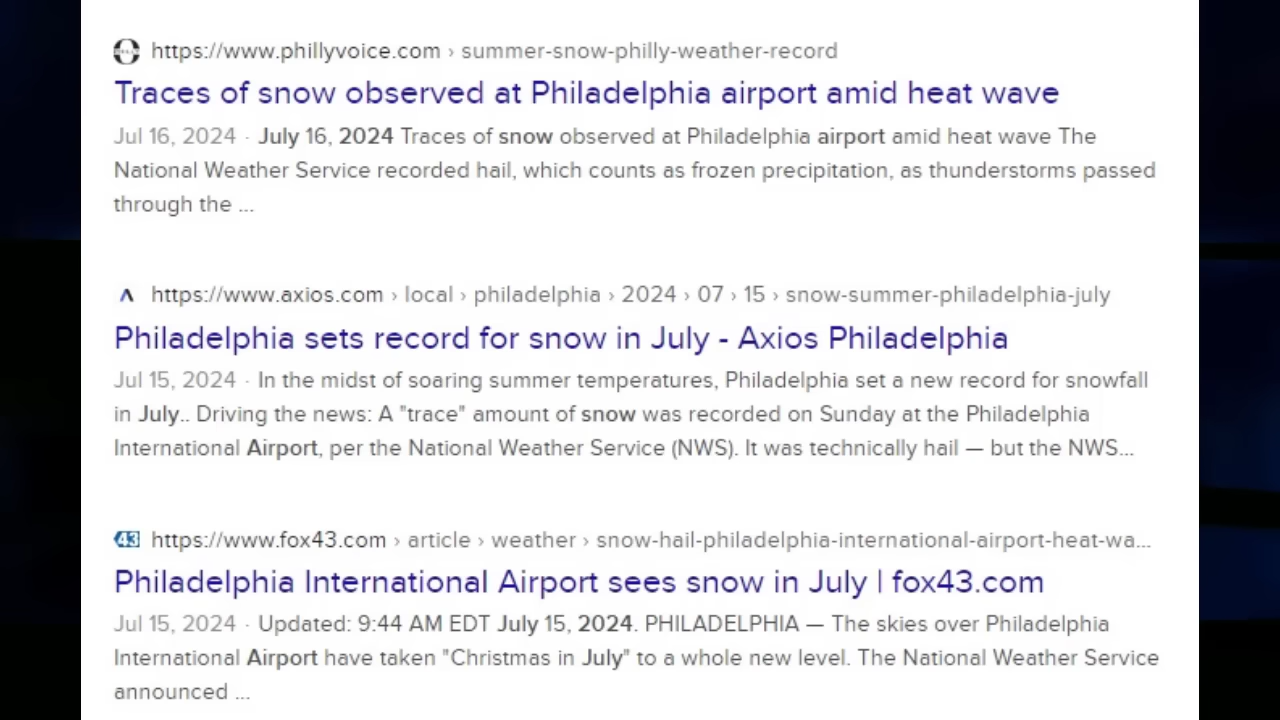 https://www.phillyvoice.com › summer-snow-philly-weather-record
Traces of snow observed at Philadelphia airport amid heat wave
Jul 16, 2024 · July 16, 2024 Traces of snow observed at Philadelphia airport amid heat wave The
National Weather Service recorded hail, which counts as frozen precipitation, as thunderstorms passed
through the ...
https://www.axios.com › local › philadelphia › 2024 › 07 › 15 › snow-summer-philadelphia-july
Philadelphia sets record for snow in July - Axios Philadelphia
Jul 15, 2024 · In the midst of soaring summer temperatures, Philadelphia set a new record for snowfall
in July.. Driving the news: A "trace" amount of snow was recorded on Sunday at the Philadelphia
International Airport, per the National Weather Service (NWS). It was technically hail — but the NWS...
43 https://www.fox43.com › article › weather › snow-hail-philadelphia-international-airport-heat-wa...
Philadelphia International Airport sees snow in July | fox43.com
Jul 15, 2024 · Updated: 9:44 AM EDT July 15, 2024. PHILADELPHIA — The skies over Philadelphia
International Airport have taken "Christmas in July" to a whole new level. The National Weather Service
announced ...